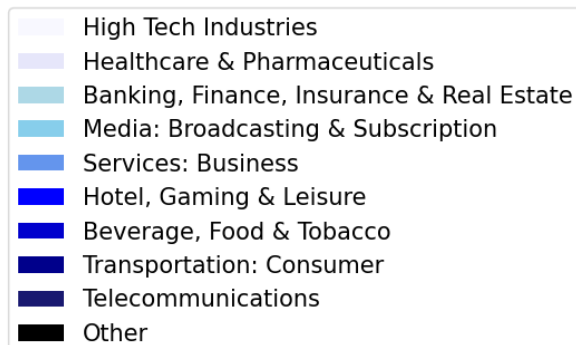 High Tech Industries
Healthcare & Pharmaceuticals
Banking, Finance, Insurance & Real Estate
Media: Broadcasting & Subscription
Services: Business
Hotel, Gaming & Leisure
Beverage, Food & Tobacco
Transportation: Consumer
Telecommunications
Other